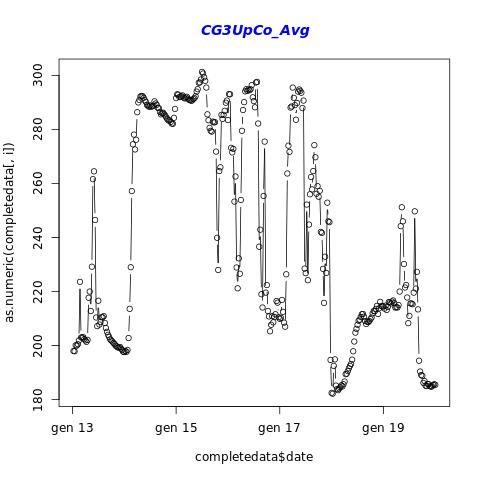 CG3UpCo_Avg
as.numeric(completedata[, i])
300
280
260
240
220
200
180
gen 13 gen 15 gen 17 gen 19
completedata$date